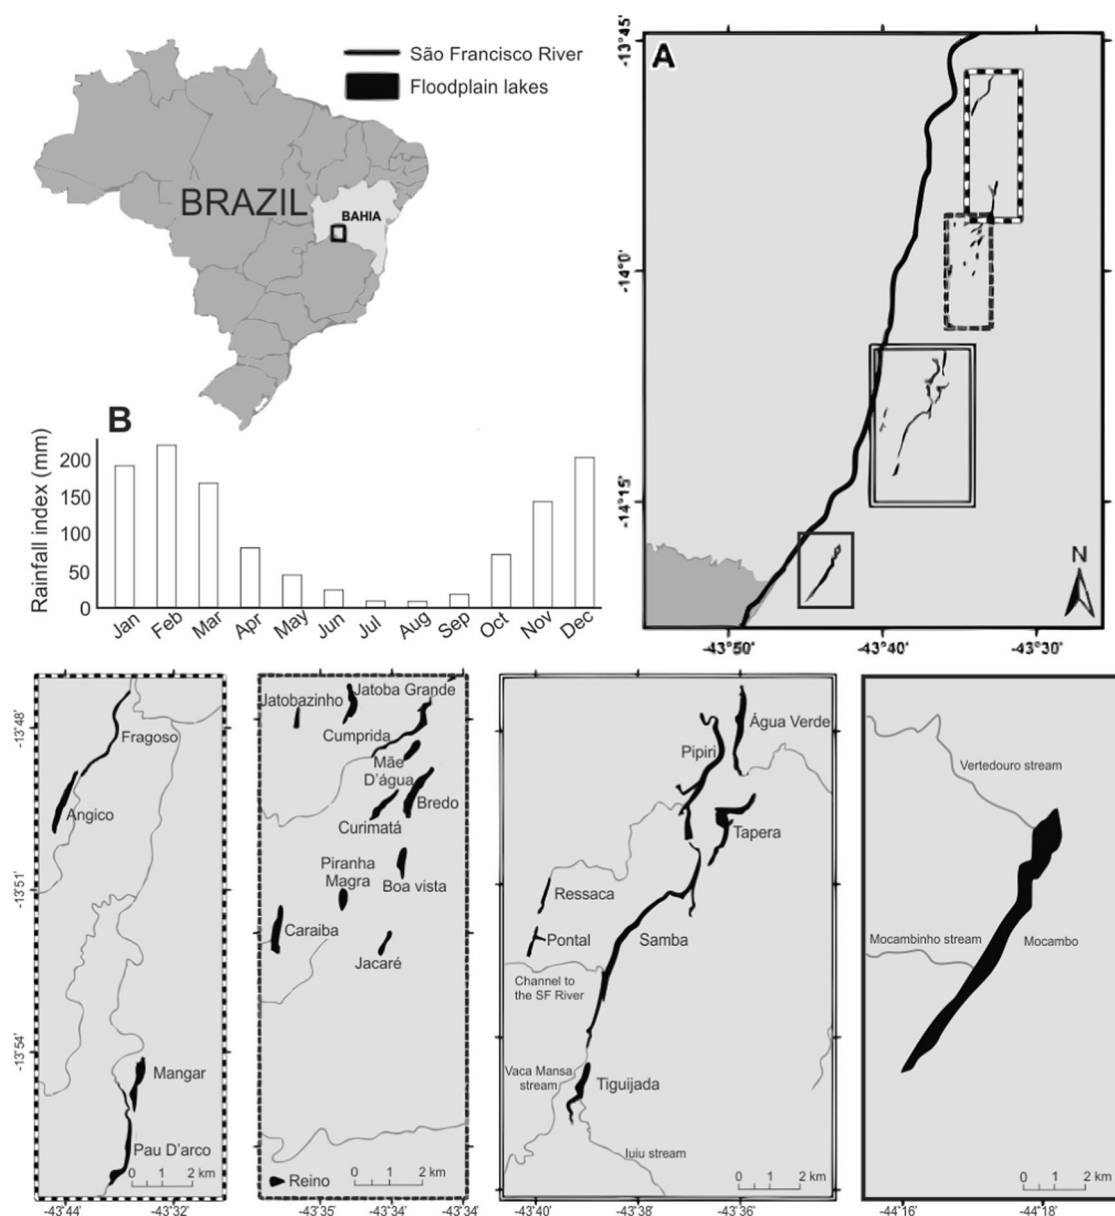 São Francisco River
Floodplain lakes
BRAZIL
BAHIA
A
-13°45'
-14°0'
-14°15'
-43°50'
-43°40'
-43°30'
N
B
Rainfall index (mm)
200
150
100
50
0
Jan
Feb
Mar
Apr
May
Jun
Jul
Aug
Sep
Oct
Nov
Dec
-13°48'
-13°51'
-13°54'
Fragoso
Angico
Mangar
Pau D'arco
0 1 2 km
-43°44'
-43°32'
Jatobazinho
Jatoba Grande
Cumprida
Mãe
D'água
Bredo
Curimatá
Piranha
Magra
Boa vista
Caraiba
Jacaré
Reino
0 1 2 km
-43°35'
-43°34'
-43°34'
Água Verde
Pipiri
Tapera
Ressaca
Pontal
Samba
Channel to
the SF River
Vaca Mansa
stream
Tiguijada
Iuiu stream
0 1 2 km
-43°40'
-43°38'
-43°36'
Vertedouro stream
Mocambinho stream
Mocambo
0 1 2 km
-44°16'
-44°18'